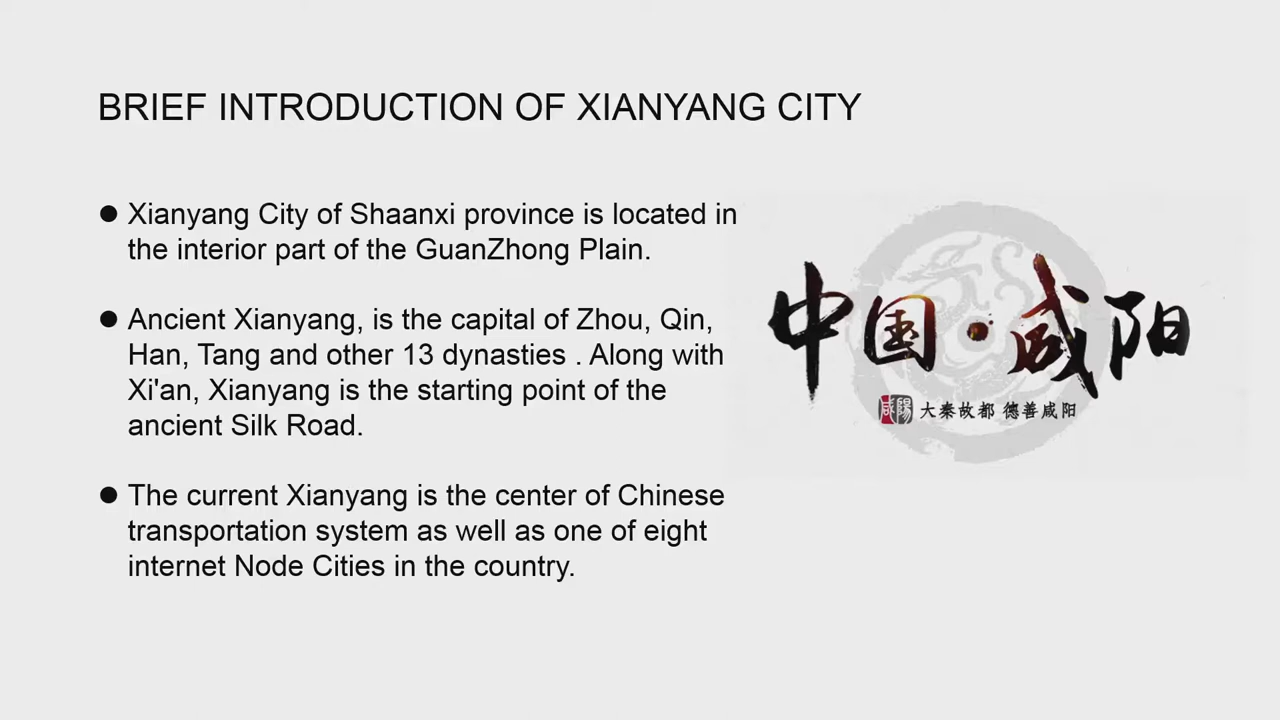 BRIEF INTRODUCTION OF XIANYANG CITY
● Xianyang City of Shaanxi province is located in
the interior part of the GuanZhong Plain.
● Ancient Xianyang, is the capital of Zhou, Qin,
Han, Tang and other 13 dynasties . Along with
Xi'an, Xianyang is the starting point of the
ancient Silk Road.
● The current Xianyang is the center of Chinese
transportation system as well as one of eight
internet Node Cities in the country.
中国·咸阳
咸陽 大秦故都 德善咸阳